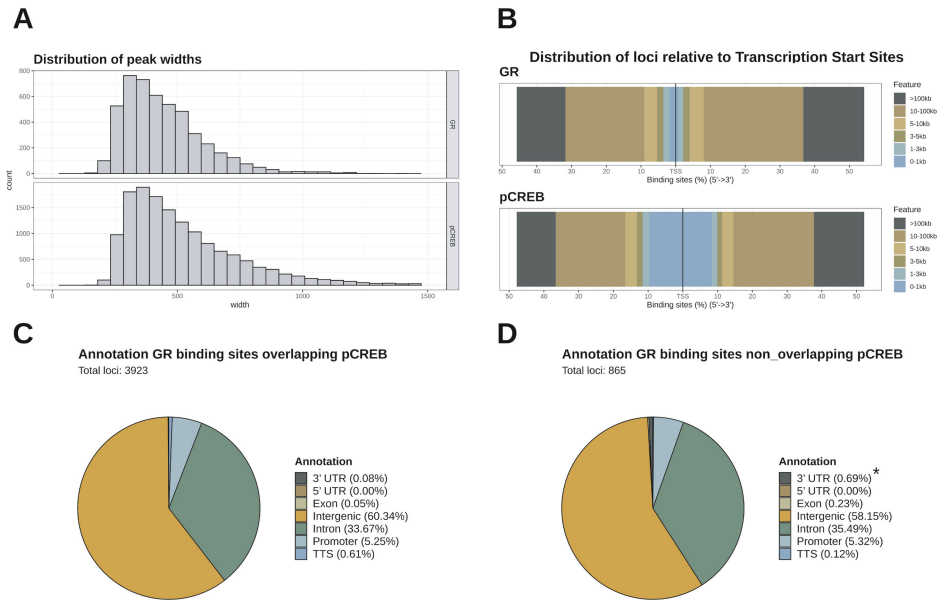 A
Distribution of peak widths
800
600
400
200
0
GR
count
1500
1000
500
0
pCREB
0 500 1000 1500
width
B
Distribution of loci relative to Transcription Start Sites
GR
50 40 30 20 10 TSS 10 20 30 40 50
Binding sites (%) (5'->3')
Feature
>100kb
10-100kb
5-10kb
3-5kb
1-3kb
0-1kb
pCREB
50 40 30 20 10 TSS 10 20 30 40 50
Binding sites (%) (5'->3')
Feature
>100kb
10-100kb
5-10kb
3-5kb
1-3kb
0-1kb
C
Annotation GR binding sites overlapping pCREB
Total loci: 3923
Annotation
3' UTR (0.08%)
5' UTR (0.00%)
Exon (0.05%)
Intergenic (60.34%)
Intron (33.67%)
Promoter (5.25%)
TTS (0.61%)
D
Annotation GR binding sites non_overlapping pCREB
Total loci: 865
Annotation
3' UTR (0.69%)*
5' UTR (0.00%)
Exon (0.23%)
Intergenic (58.15%)
Intron (35.49%)
Promoter (5.32%)
TTS (0.12%)